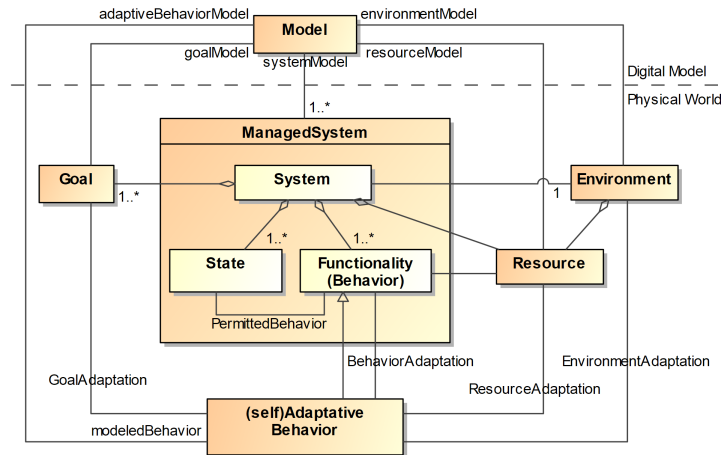 adaptiveBehaviorModel
environmentModel
Model
goalModel
resourceModel
systemModel
Digital Model
Physical World
1..*
ManagedSystem
Goal
System
Environment
1..*
1
1..*
1..*
State
Functionality
(Behavior)
Resource
PermittedBehavior
BehaviorAdaptation
EnvironmentAdaptation
GoalAdaptation
ResourceAdaptation
(self)Adaptative
Behavior
modeledBehavior